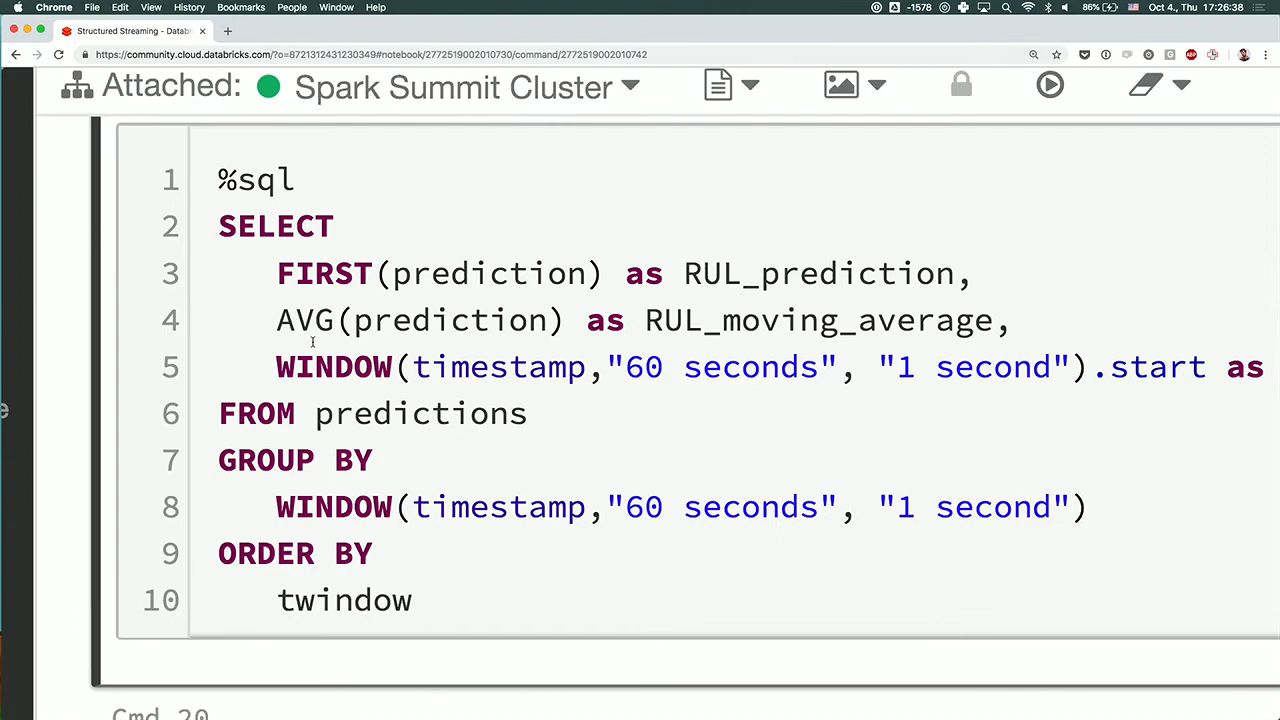 Chrome File Edit View History Bookmarks People Window Help -1578 86% Oct 4., Thu 17:26:38
Structured Streaming - Databr
https://community.cloud.databricks.com/?o=8721312431230349#notebook/2772519002010730/command/2772519002010742
Attached: Spark Summit Cluster
1 %sql
2 SELECT
3 FIRST(prediction) as RUL_prediction,
4 AVG(prediction) as RUL_moving_average,
5 WINDOW(timestamp,"60 seconds", "1 second").start as
6 FROM predictions
7 GROUP BY
8 WINDOW(timestamp,"60 seconds", "1 second")
9 ORDER BY
10 twindow
Cmd 20